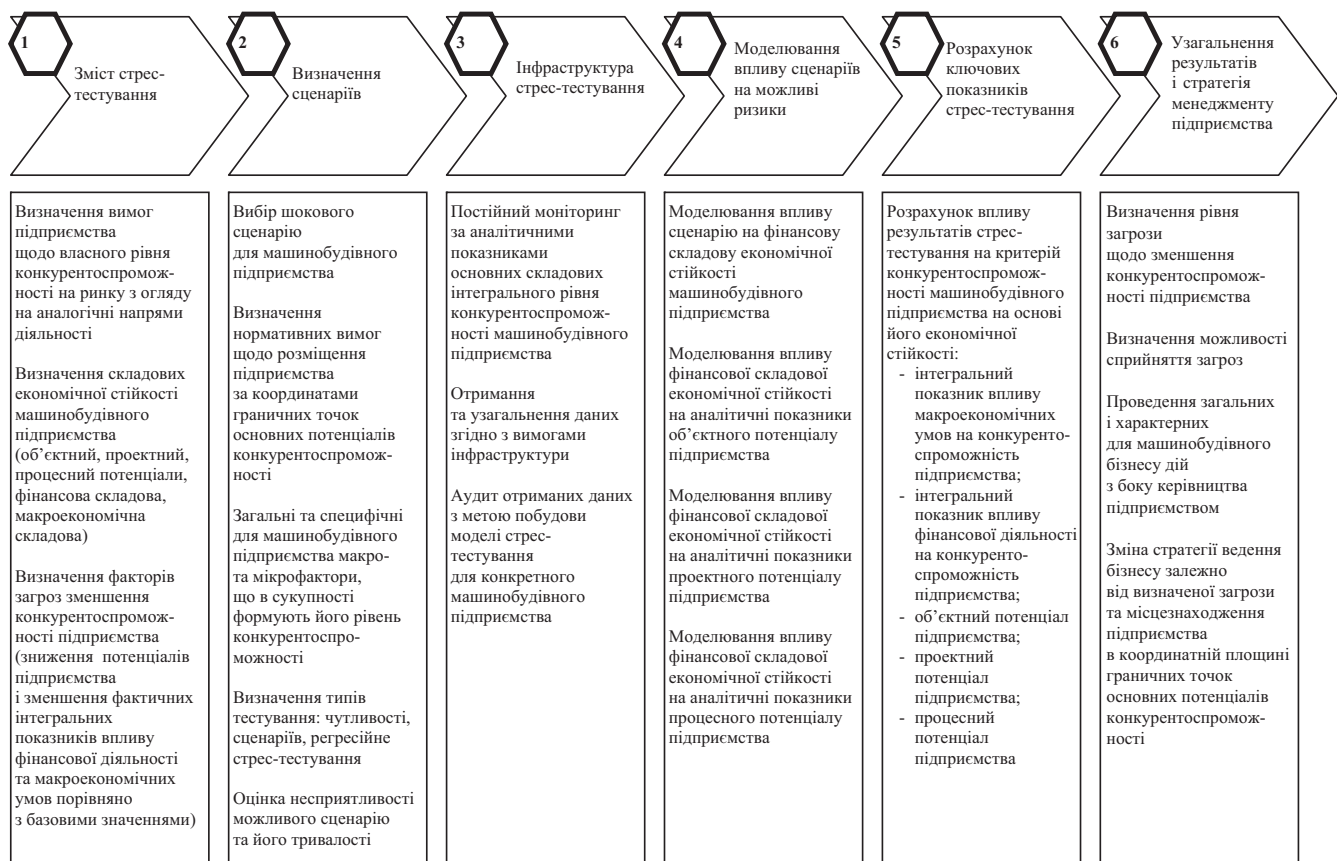 1
Зміст стрес-
тестування
2
Визначення
сценаріїв
3
Інфраструктура
стрес-тестування
4
Моделювання
впливу сценаріїв
на можливі
ризики
5
Розрахунок
ключових
показників
стрес-тестування
6
Узагальнення
результатів
і стратегія
менеджменту
підприємства
Визначення вимог
підприємства
щодо власного рівня
конкурентоспромож-
ності на ринку з огляду
на аналогічні напрями
діяльності
Визначення складових
економічної стійкості
машинобудівного
підприємства
(об’єктний, проектний,
процесний потенціали,
фінансова складова,
макроекономічна
складова)
Визначення факторів
загроз зменшення
конкурентоспромож-
ності підприємства
(зниження потенціалів
підприємства
і зменшення фактичних
інтегральних
показників впливу
фінансової діяльності
та макроекономічних
умов порівняно
з базовими значеннями)
Вибір шокового
сценарію
для машинобудівного
підприємства
Визначення
нормативних вимог
щодо розміщення
підприємства
за координатами
граничних точок
основних потенціалів
конкурентоспромож-
ності
Загальні та специфічні
для машинобудівного
підприємства макро-
та мікрофактори,
що в сукупності
формують його рівень
конкурентоспро-
можності
Визначення типів
тестування: чутливості,
сценаріїв, регресійне
стрес-тестування
Оцінка несприятливості
можливого сценарію
та його тривалості
Постійний моніторинг
за аналітичними
показниками
основних складових
інтегрального рівня
конкурентоспромож-
ності машинобудівного
підприємства
Отримання
та узагальнення даних
згідно з вимогами
інфраструктури
Аудит отриманих даних
з метою побудови
моделі стрес-
тестування
для конкретного
машинобудівного
підприємства
Моделювання впливу
сценарію на фінансову
складову економічної
стійкості
машинобудівного
підприємства
Моделювання впливу
фінансової складової
економічної стійкості
на аналітичні показники
об’єктного потенціалу
підприємства
Моделювання впливу
фінансової складової
економічної стійкості
на аналітичні показники
проектного потенціалу
підприємства
Моделювання впливу
фінансової складової
економічної стійкості
на аналітичні показники
процесного потенціалу
підприємства
Розрахунок впливу
результатів стрес-
тестування на критерій
конкурентоспромож-
ності машинобудівного
підприємства на основі
його економічної
стійкості:
- інтегральний
показник впливу
макроекономічних
умов на конкуренто-
спроможність
підприємства;
- інтегральний
показник впливу
фінансової діяльності
на конкуренто-
спроможність
підприємства;
- об’єктний потенціал
підприємства;
- проектний
потенціал
підприємства;
- процесний
потенціал
підприємства
Визначення рівня
загрози
щодо зменшення
конкурентоспромож-
ності підприємства
Визначення можливості
сприйняття загроз
Проведення загальних
і характерних
для машинобудівного
бізнесу дій
з боку керівництва
підприємством
Зміна стратегії ведення
бізнесу залежно
від визначеної загрози
та місцезнаходження
підприємства
в координатній площині
граничних точок
основних потенціалів
конкурентоспромож-
ності